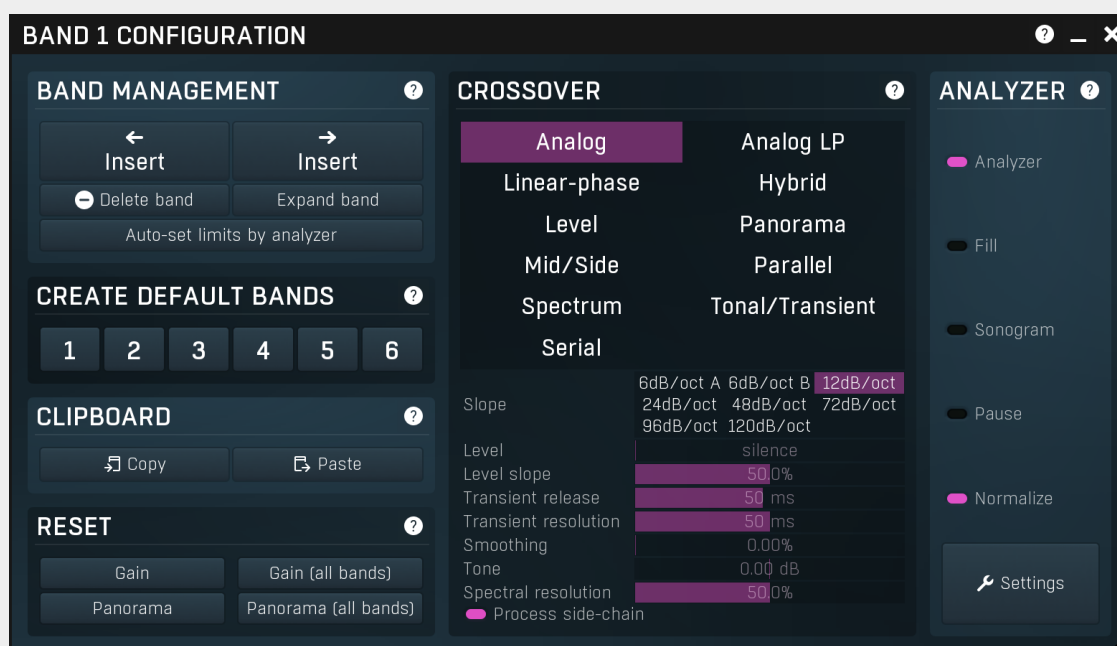 BAND 1 CONFIGURATION
BAND MANAGEMENT
Insert
Insert
Delete band
Expand band
Auto-set limits by analyzer
CREATE DEFAULT BANDS
1 2 3 4 5 6
CLIPBOARD
Copy
Paste
RESET
Gain
Gain (all bands)
Panorama
Panorama (all bands)
CROSSOVER
Analog
Analog LP
Linear-phase
Hybrid
Level
Panorama
Mid/Side
Parallel
Spectrum
Tonal/Transient
Serial
Slope
6dB/oct A 6dB/oct B 12dB/oct
24dB/oct 48dB/oct 72dB/oct
96dB/oct 120dB/oct
Level silence
Level slope 50.0%
Transient release 50 ms
Transient resolution 50 ms
Smoothing 0.00%
Tone 0.00 dB
Spectral resolution 50.0%
Process side-chain
ANALYZER
Analyzer
Fill
Sonogram
Pause
Normalize
Settings